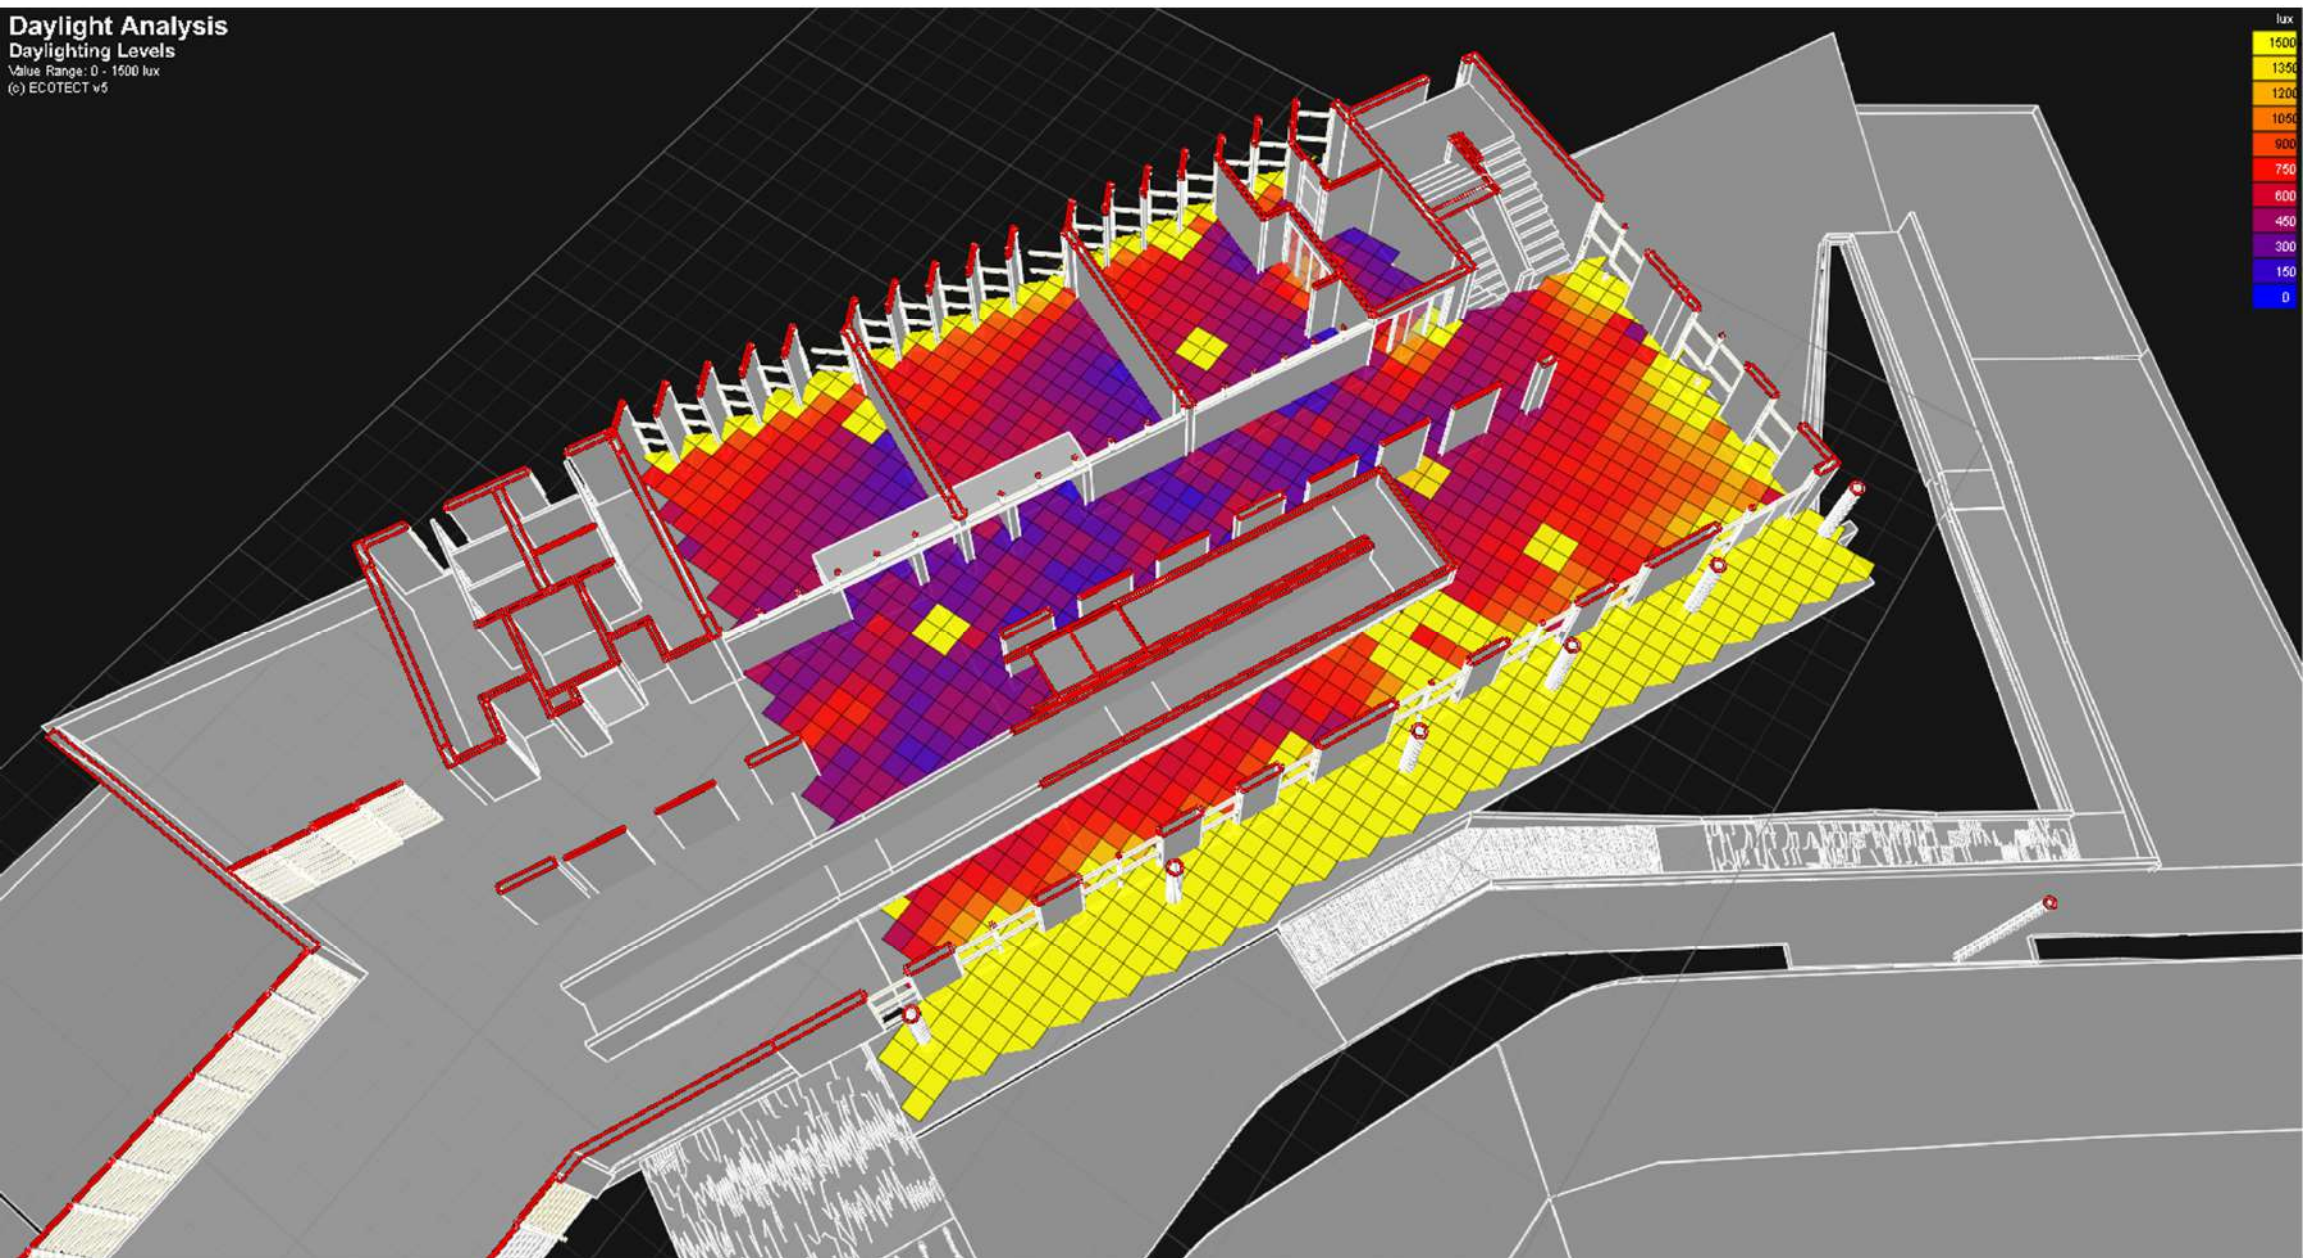 Daylight Analysis
Daylighting Levels
Value Range: 0 - 1500 lux
(c) ECOTECT v5
lux
1500
1350
1200
1050
900
750
600
450
300
150
0